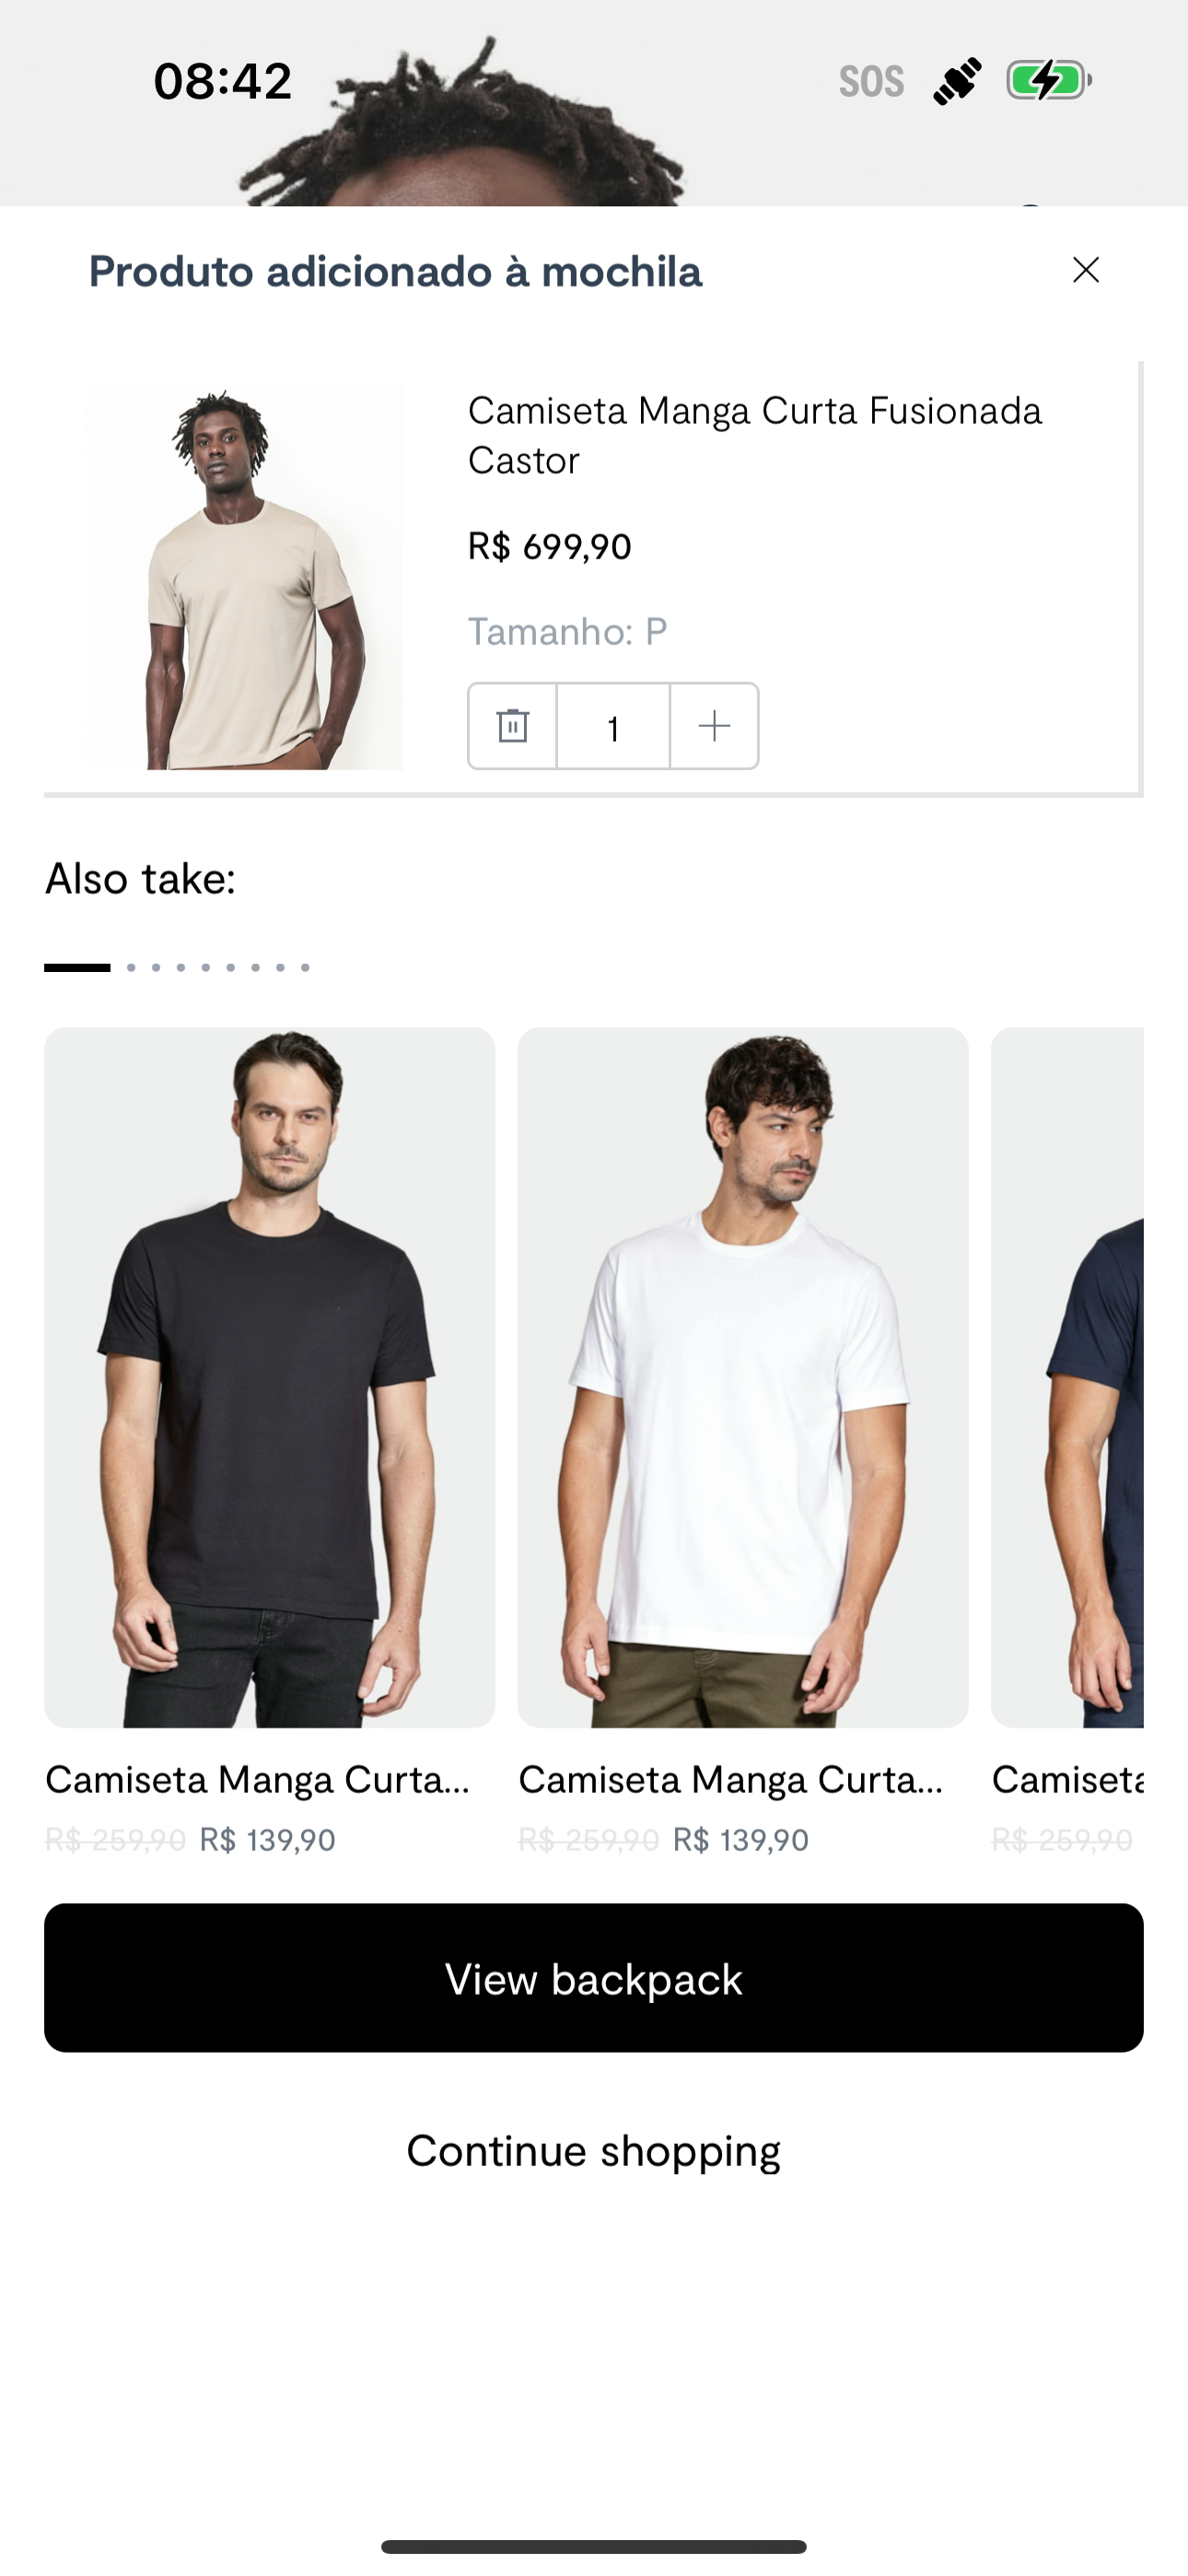 08:42
SOS
Produto adicionado à mochila
Camiseta Manga Curta Fusionada
Castor
R$ 699,90
Tamanho: P
1
Also take:
Camiseta Manga Curta...
Camiseta Manga Curta...
Camiseta
R$ 259,90 R$ 139,90
R$ 259,90 R$ 139,90
R$ 259,90
View backpack
Continue shopping